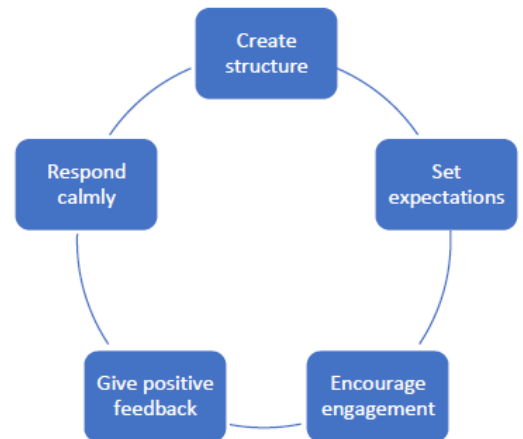 Create
structure
Set
expectations
Encourage
engagement
Give positive
feedback
Respond
calmly